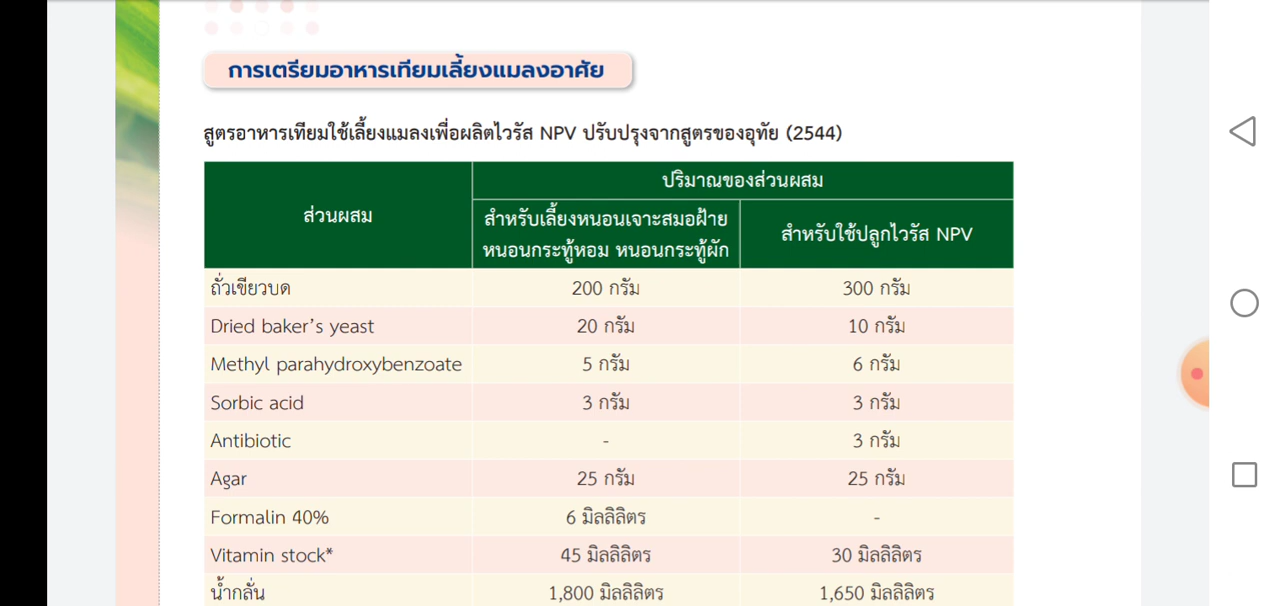 การเตรียมอาหารเทียมเลี้ยงแมลงอาศัย
สูตรอาหารเทียมใช้เลี้ยงแมลงเพื่อผลิตไวรัส NPV ปรับปรุงจากสูตรของอุทัย (2544)
ส่วนผสม
ปริมาณของส่วนผสม
สำหรับเลี้ยงหนอนเจาะสมอฝ้าย
หนอนกระทู้หอม หนอนกระทู้ผัก
สำหรับใช้ปลูกไวรัส NPV
ถั่วเขียวบด 200 กรัม 300 กรัม
Dried baker’s yeast 20 กรัม 10 กรัม
Methyl parahydroxybenzoate 5 กรัม 6 กรัม
Sorbic acid 3 กรัม 3 กรัม
Antibiotic - 3 กรัม
Agar 25 กรัม 25 กรัม
Formalin 40% 6 มิลลิลิตร -
Vitamin stock* 45 มิลลิลิตร 30 มิลลิลิตร
น้ำกลั่น 1,800 มิลลิลิตร 1,650 มิลลิลิตร